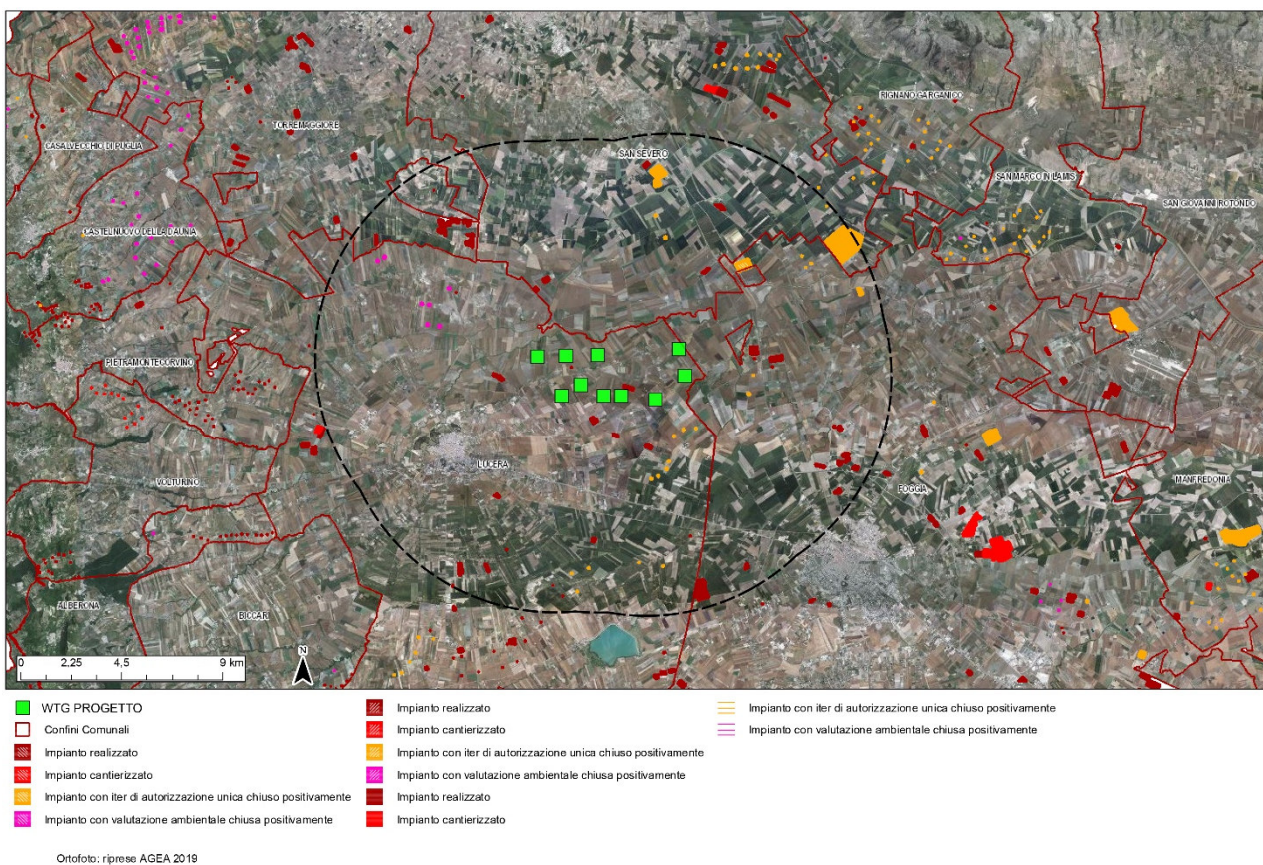 RIGNANO GARGANICO
TORREMAGGIORE
CASALVECCHIO DI PUGLIA
SAN SEVERO
SAN MARCO IN LAMIS
SAN GIOVANNI ROTONDO
CASTELNUOVO DELLA DAUNIA
PIETRAMONTECORVINO
LUCERA
VOLTURINO
FOGGIA
MANFREDONIA
ALBERONA
BICCARI
N
0 2,25 4,5 9 km
WTG PROGETTO
Confini Comunali
Impianto realizzato
Impianto cantierizzato
Impianto con iter di autorizzazione unica chiuso positivamente
Impianto con valutazione ambientale chiusa positivamente
Impianto realizzato
Impianto cantierizzato
Impianto con iter di autorizzazione unica chiuso positivamente
Impianto con valutazione ambientale chiusa positivamente
Impianto realizzato
Impianto cantierizzato
Impianto con iter di autorizzazione unica chiuso positivamente
Impianto con valutazione ambientale chiusa positivamente
Ortofoto: riprese AGEA 2019